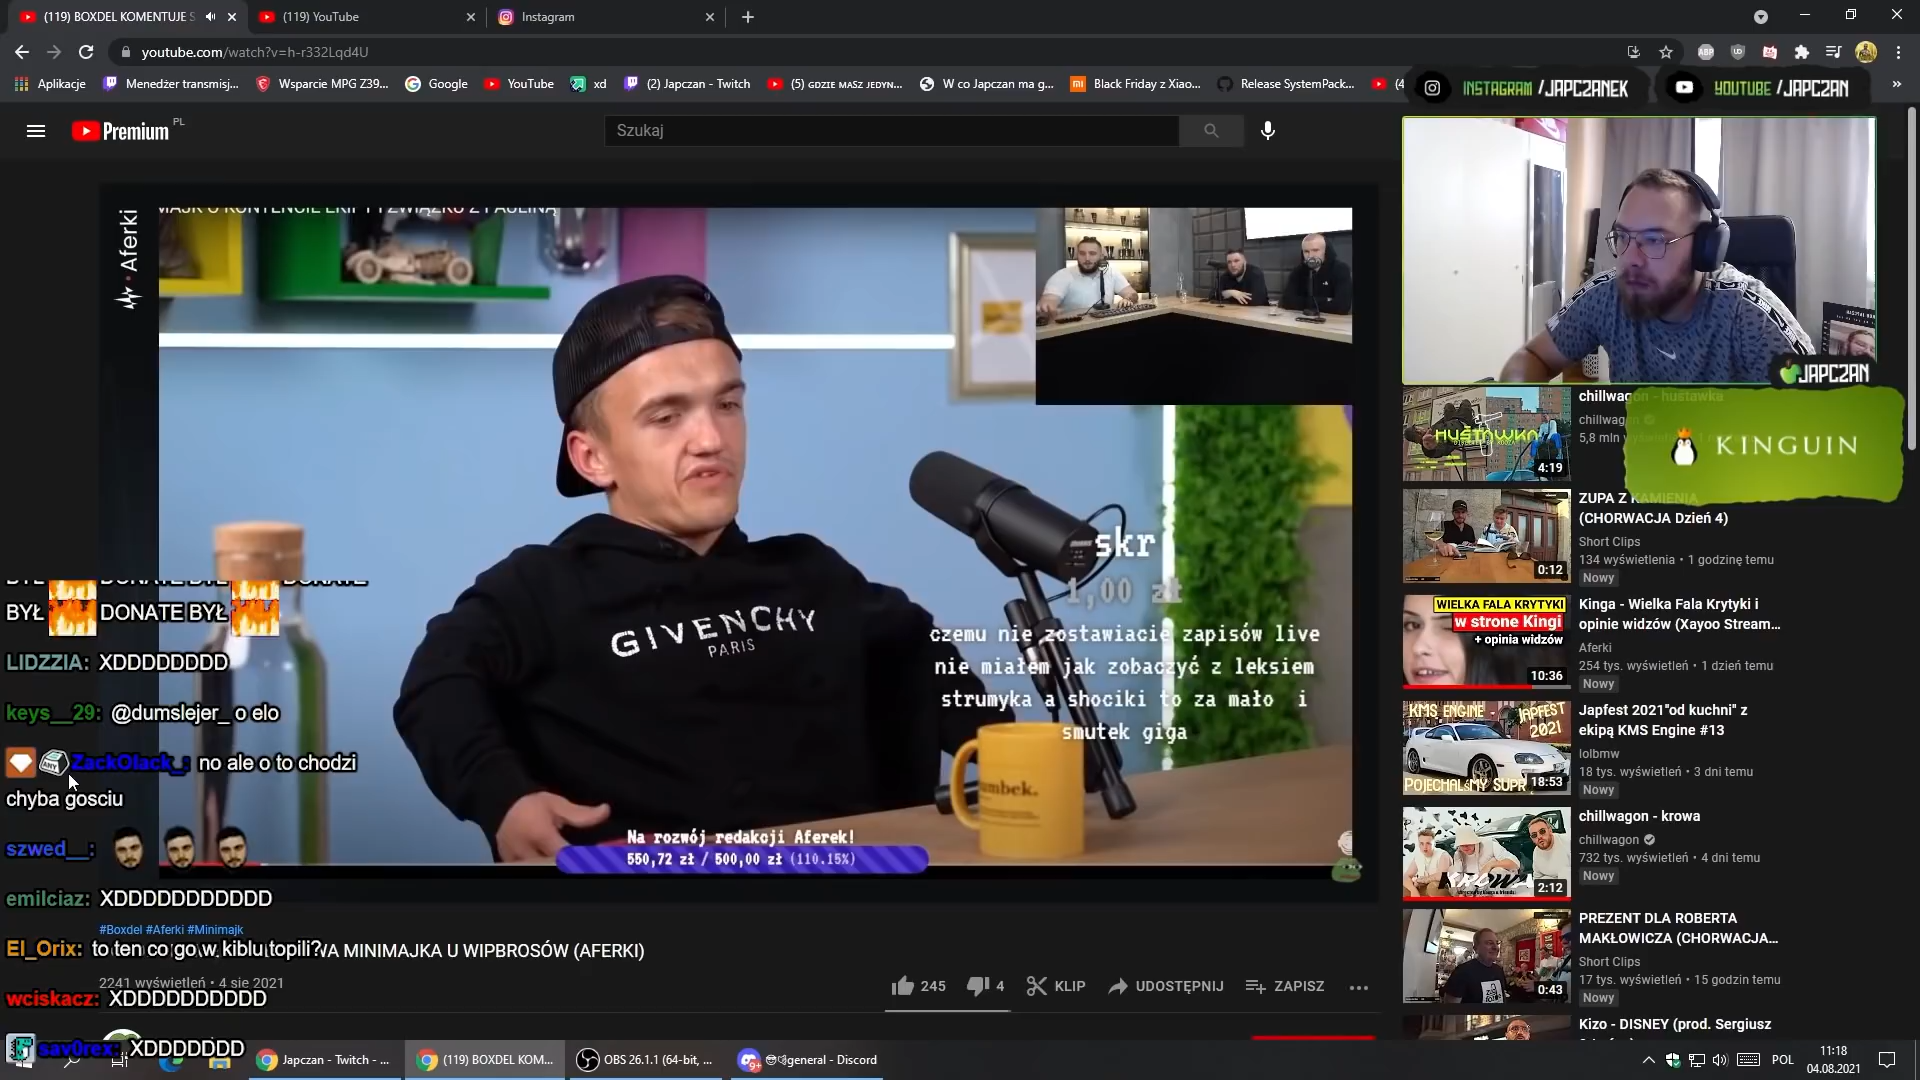 (119) BOXDEL KOMENTUJE S
(119) YouTube
Instagram
youtube.com/watch?v=h-r332Lqd4U
Aplikacje
Menedżer transmisj...
Wsparcie MPG Z39...
Google
YouTube
xd
(2) Japczan - Twitch
(5) GDZIE MASZ JEDYN...
W co Japczan ma g...
Black Friday z Xiao...
Release SystemPack...
INSTAGRAM /JAPCZANEK
YOUTUBE /JAPCZAN
Premium PL
Szukaj
Aferki
GIVENCHY
PARIS
skr
1,00 zł
czemu nie zostawiacie zapisów live
nie miałem jak zobaczyć z leksiem
strumyka a shociki to za mało i
smutek giga
umbek.
Na rozwój redakcji Aferek!
550,72 zł / 500,00 zł (110.15%)
BYŁ DONATE BYŁ DONATE
BYŁ DONATE BYŁ
LIDZZIA: XDDDDDDDD
keys__29: @dumslejer_ o elo
ZackOlack_: no ale o to chodzi
chyba gosciu
szwed__:
emilciaz: XDDDDDDDDDDD
#Boxdel #Aferki #Minimajk
El_Orix: to ten co go w kiblu topili?
MINIMAJKA U WIPBROSÓW (AFERKI)
2241 wyświetleń • 4 sie 2021
wciskacz: XDDDDDDDDDD
sav0rex: XDDDDDDD
245
4
KLIP
UDOSTĘPNIJ
ZAPISZ
JAPCZAN
KINGUIN
chillwagon - hustawka
chillwagon
5,8 mln
HUŚTAWKA
4:19
ZUPA Z KAMIENIA
(CHORWACJA Dzień 4)
Short Clips
134 wyświetlenia • 1 godzinę temu
Nowy
0:12
WIELKA FALA KRYTYKI
w strone Kingi
+ opinia widzów
10:36
Kinga - Wielka Fala Krytyki i
opinie widzów (Xayoo Stream...
Aferki
254 tys. wyświetleń • 1 dzień temu
Nowy
KMS ENGINE
JAPFEST
2021
POJECHALIŚMY SUPR
18:53
Japfest 2021"od kuchni" z
ekipą KMS Engine #13
lolbmw
18 tys. wyświetleń • 3 dni temu
Nowy
2:12
chillwagon - krowa
chillwagon
732 tys. wyświetleń • 4 dni temu
Nowy
0:43
PREZENT DLA ROBERTA
MAKŁOWICZA (CHORWACJA...
Short Clips
17 tys. wyświetleń • 15 godzin temu
Nowy
Kizo - DISNEY (prod. Sergiusz
Japczan - Twitch - ...
(119) BOXDEL KOM...
OBS 26.1.1 (64-bit, ...
general - Discord
POL
11:18
04.08.2021